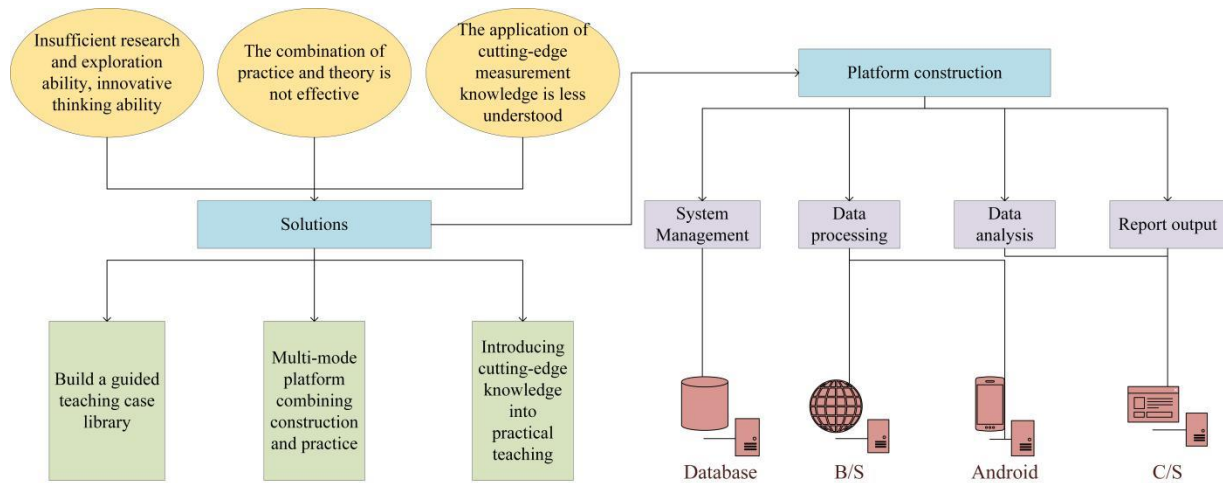 Insufficient research
and exploration
ability, innovative
thinking ability
The combination of
practice and theory is
not effective
The application of
cutting-edge
measurement
knowledge is less
understood
Platform construction
Solutions
System
Management
Data
processing
Data
analysis
Report output
Build a guided
teaching case
library
Multi-mode
platform
combining
construction
and practice
Introducing
cutting-edge
knowledge
into
practical
teaching
Database
B/S
Android
C/S